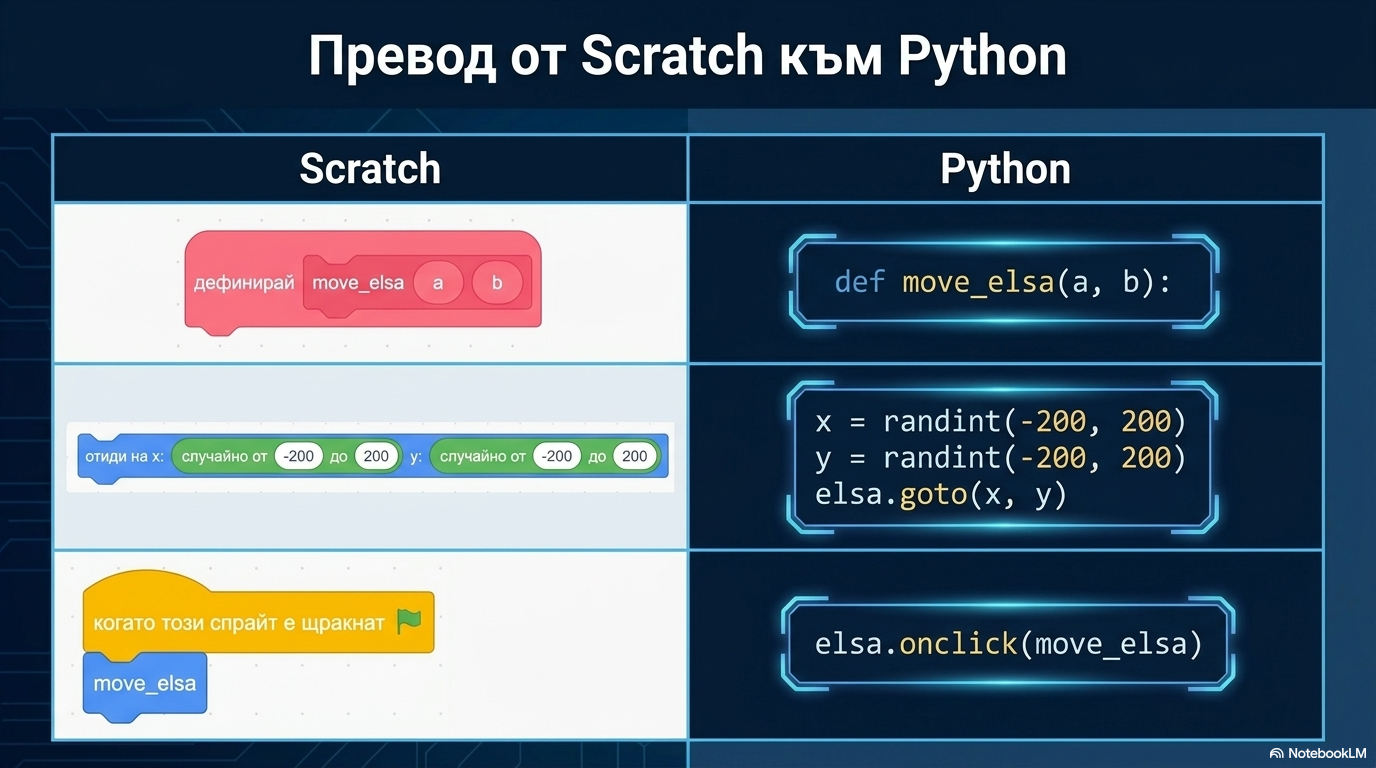 Превод от Scratch към Python
Scratch
Python
дефинирай move_elsa a b
def move_elsa(a, b):
отиди на x: случайно от -200 до 200 y: случайно от -200 до 200
x = randint(-200, 200)
y = randint(-200, 200)
elsa.goto(x, y)
когато този спрайт е щракнат
move_elsa
elsa.onclick(move_elsa)
NotebookLM